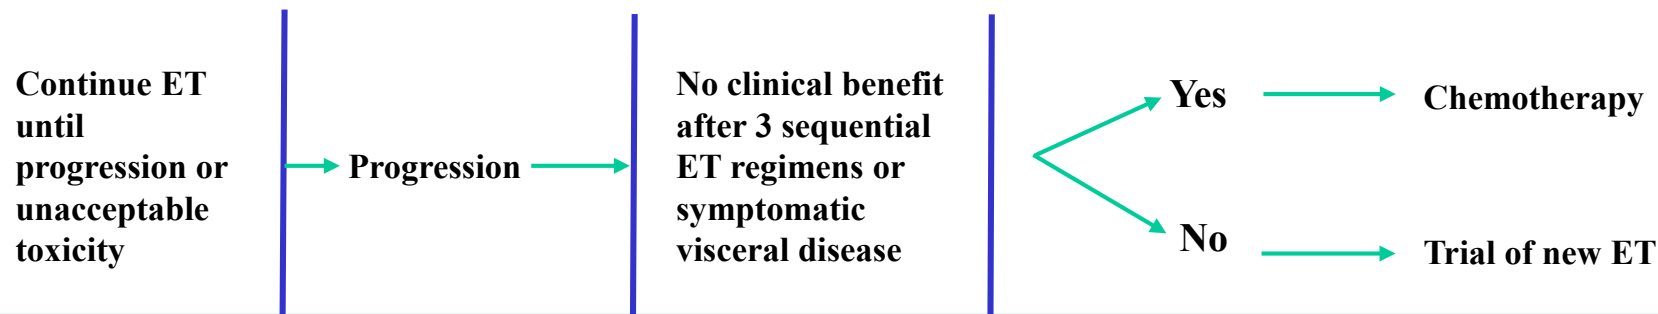 Continue ET
until
progression or
unacceptable
toxicity
Progression
No clinical benefit
after 3 sequential
ET regimens or
symptomatic
visceral disease
Yes
Chemotherapy
No
Trial of new ET